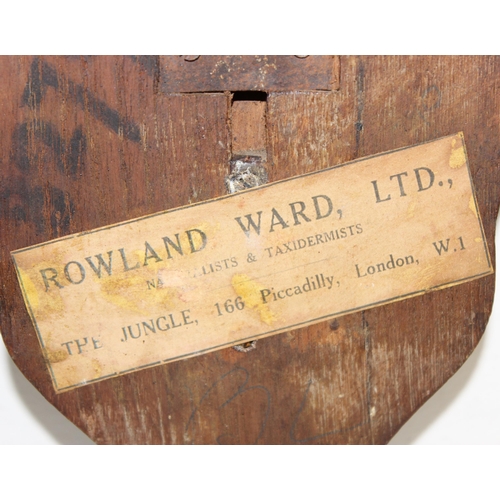 ROWLAND WARD, LTD.,
& TAXIDERMISTS
THE JUNGLE, 166 Piccadilly, London, W.1